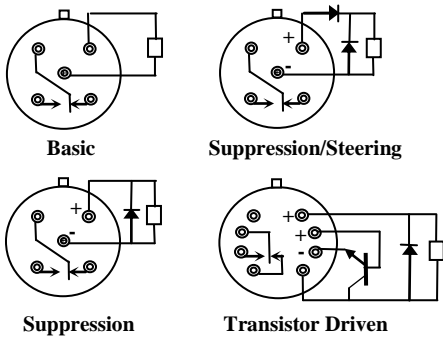 +
-
Basic
Suppression/Steering
+
-
+
+
-
Suppression
Transistor Driven